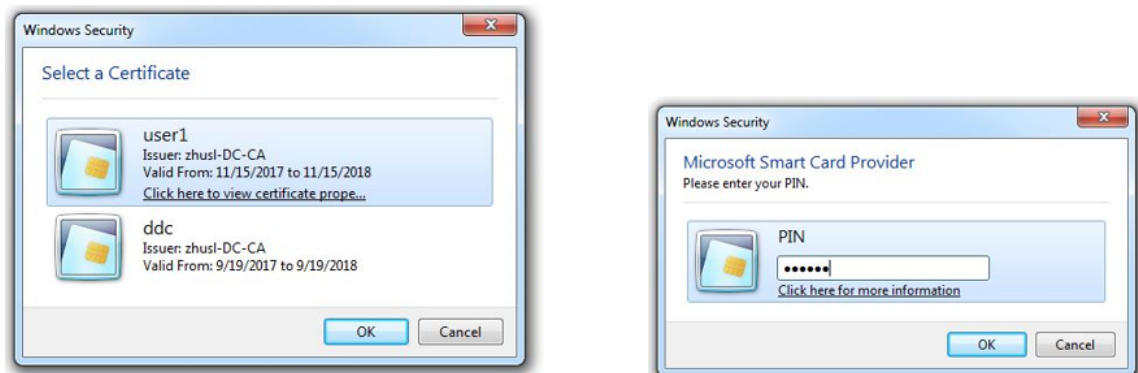 Windows Security
Select a Certificate
user1
Issuer: zhusl-DC-CA
Valid From: 11/15/2017 to 11/15/2018
Click here to view certificate prope...
ddc
Issuer: zhusl-DC-CA
Valid From: 9/19/2017 to 9/19/2018
OK Cancel
Windows Security
Microsoft Smart Card Provider
Please enter your PIN.
PIN
••••••
Click here for more information
OK Cancel